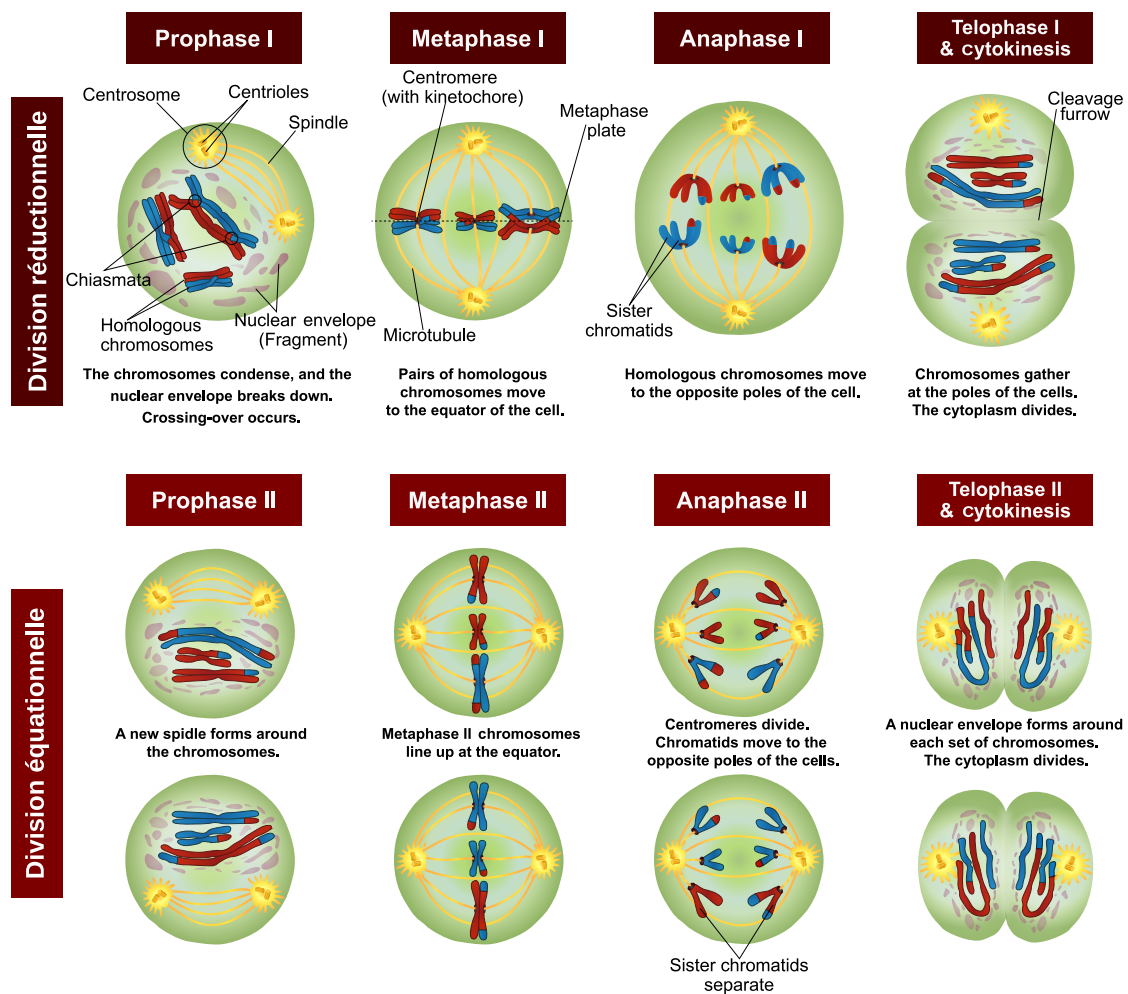 Prophase I
Metaphase I
Anaphase I
Telophase I
& cytokinesis
Division réductionnelle
Centrosome
Centrioles
Spindle
Chiasmata
Homologous
chromosomes
Nuclear envelope
(Fragment)
Centromere
(with kinetochore)
Metaphase
plate
Microtubule
Sister
chromatids
Cleavage
furrow
The chromosomes condense, and the
nuclear envelope breaks down.
Crossing-over occurs.
Pairs of homologous
chromosomes move
to the equator of the cell.
Homologous chromosomes move
to the opposite poles of the cell.
Chromosomes gather
at the poles of the cells.
The cytoplasm divides.
Prophase II
Metaphase II
Anaphase II
Telophase II
& cytokinesis
Division équationnelle
A new spidle forms around
the chromosomes.
Metaphase II chromosomes
line up at the equator.
Centromeres divide.
Chromatids move to the
opposite poles of the cells.
A nuclear envelope forms around
each set of chromosomes.
The cytoplasm divides.
Sister chromatids
separate